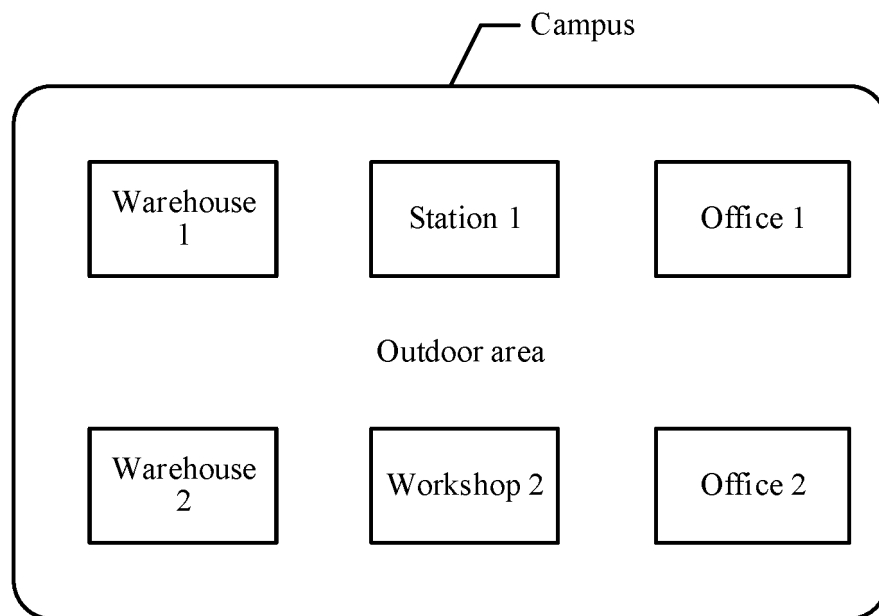 Campus
Warehouse
1
Station 1
Office 1
Outdoor area
Warehouse
2
Workshop 2
Office 2